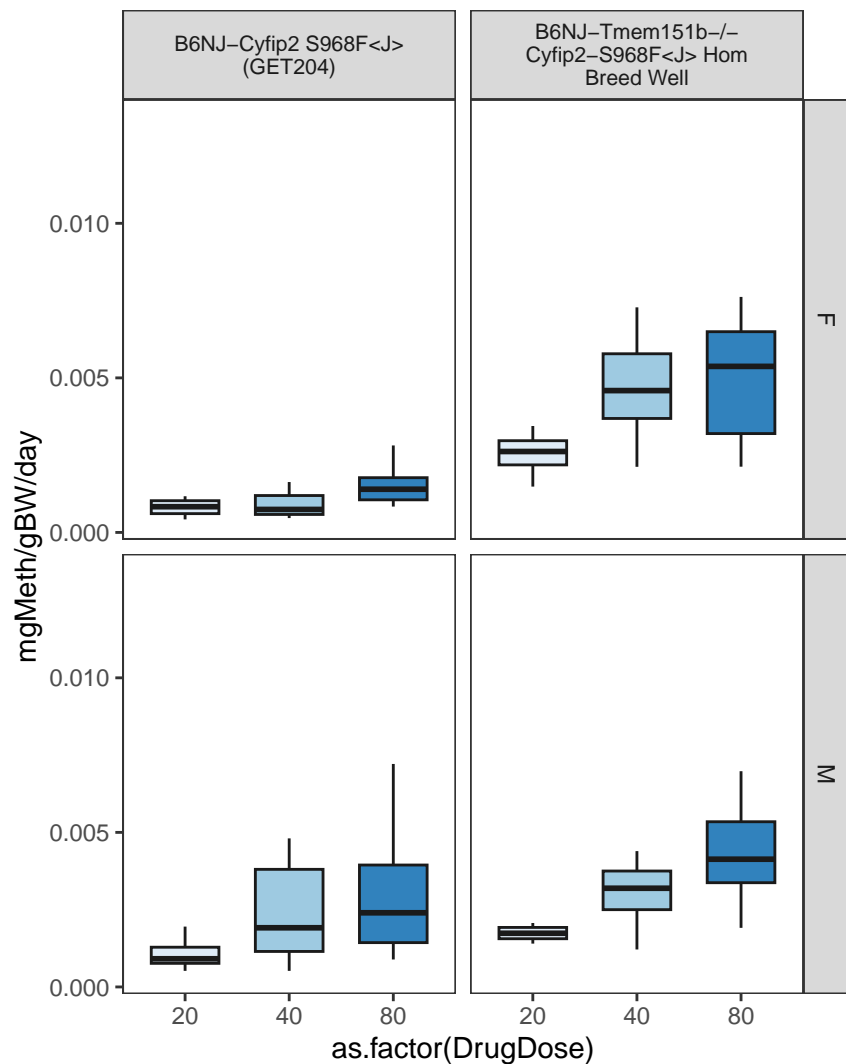 B6NJ−Cyfip2 S968F<J>
(GET204)
B6NJ−Tmem151b−/−
Cyfip2−S968F<J> Hom
Breed Well
mgMeth/gBW/day
0.010
0.005
0.000
F
0.010
0.005
0.000
M
20
40
80
20
40
80
as.factor(DrugDose)